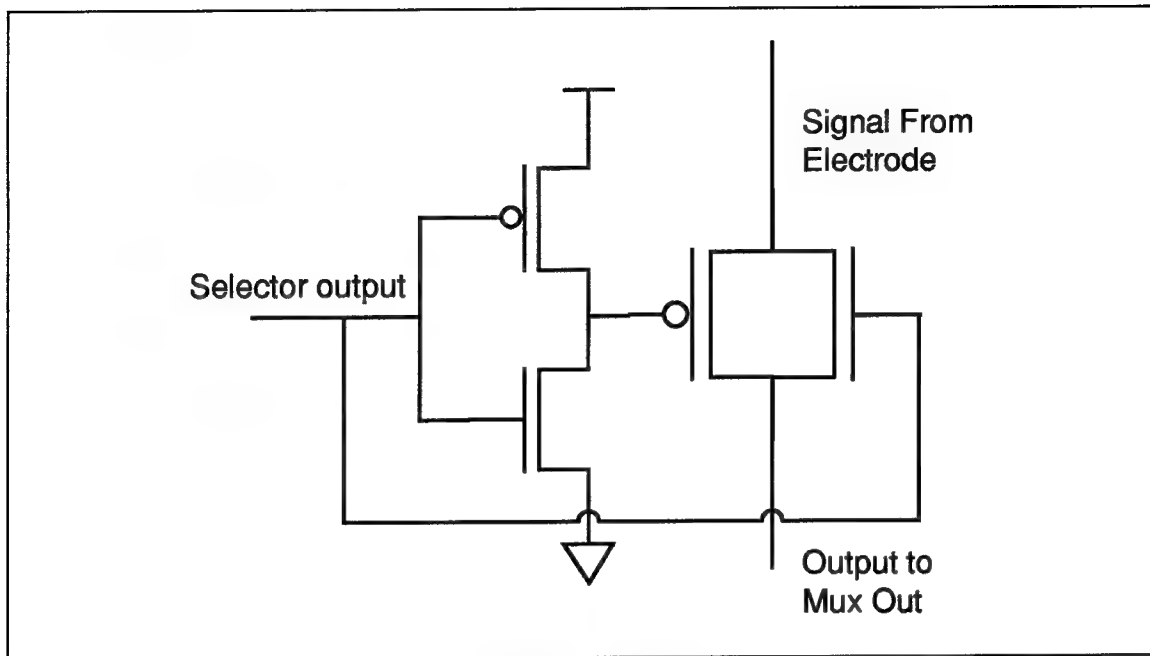 Signal From
Electrode
Selector output
Output to
Mux Out